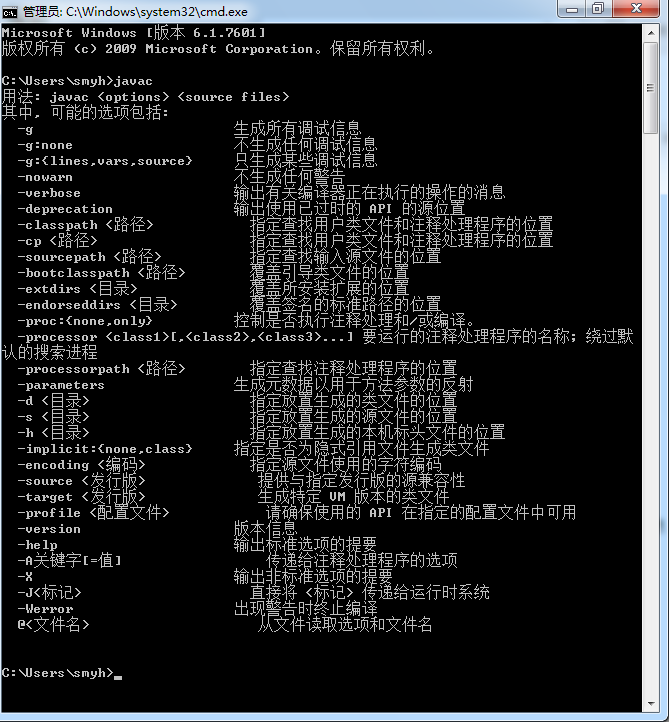 管理员: C:\Windows\system32\cmd.exe
Microsoft Windows [版本 6.1.7601]
版权所有 (c) 2009 Microsoft Corporation。保留所有权利。
C:\Users\smyh>javac
用法: javac <options> <source files>
其中, 可能的选项包括:
-g 生成所有调试信息
-g:none 不生成任何调试信息
-g:{lines,vars,source} 只生成某些调试信息
-nowarn 不生成任何警告
-verbose 输出有关编译器正在执行的操作的消息
-deprecation 输出使用已过时的 API 的源位置
-classpath <路径> 指定查找用户类文件和注释处理程序的位置
-cp <路径> 指定查找用户类文件和注释处理程序的位置
-sourcepath <路径> 指定查找输入源文件的位置
-bootclasspath <路径> 覆盖引导类文件的位置
-extdirs <目录> 覆盖所安装扩展的位置
-endorseddirs <目录> 覆盖签名的标准路径的位置
-proc:{none,only} 控制是否执行注释处理和/或编译。
-processor <class1>[,<class2>,<class3>...] 要运行的注释处理程序的名称; 绕过默
认的搜索进程
-processorpath <路径> 指定查找注释处理程序的位置
-parameters 生成元数据以用于方法参数的反射
-d <目录> 指定放置生成的类文件的位置
-s <目录> 指定放置生成的源文件的位置
-h <目录> 指定放置生成的本机标头文件的位置
-implicit:{none,class} 指定是否为隐式引用文件生成类文件
-encoding <编码> 指定源文件使用的字符编码
-source <发行版> 提供与指定发行版的源兼容性
-target <发行版> 生成特定 VM 版本的类文件
-profile <配置文件> 请确保使用的 API 在指定的配置文件中可用
-version 版本信息
-help 输出标准选项的提要
-A关键字[=值] 传递给注释处理程序的选项
-X 输出非标准选项的提要
-J<标记> 直接将 <标记> 传递给运行时系统
-Werror 出现警告时终止编译
@<文件名> 从文件读取选项和文件名
C:\Users\smyh>_